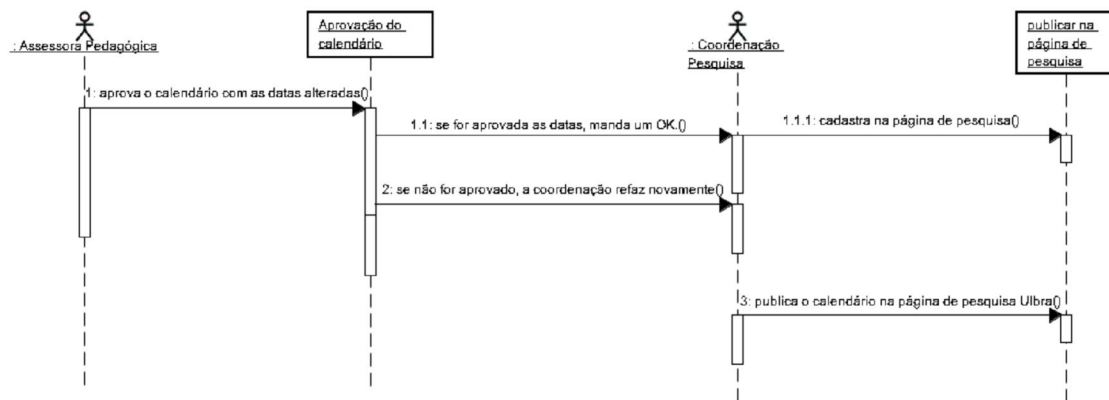 : Assessora Pedagógica
Aprovação do
calendário
: Coordenação
Pesquisa
publicar na
página de
pesquisa
1: aprova o calendário com as datas alteradas()
1.1: se for aprovada as datas, manda um OK.()
1.1.1: cadastra na página de pesquisa()
2: se não for aprovado, a coordenação refaz novamente()
3: publica o calendário na página de pesquisa Ulbra()